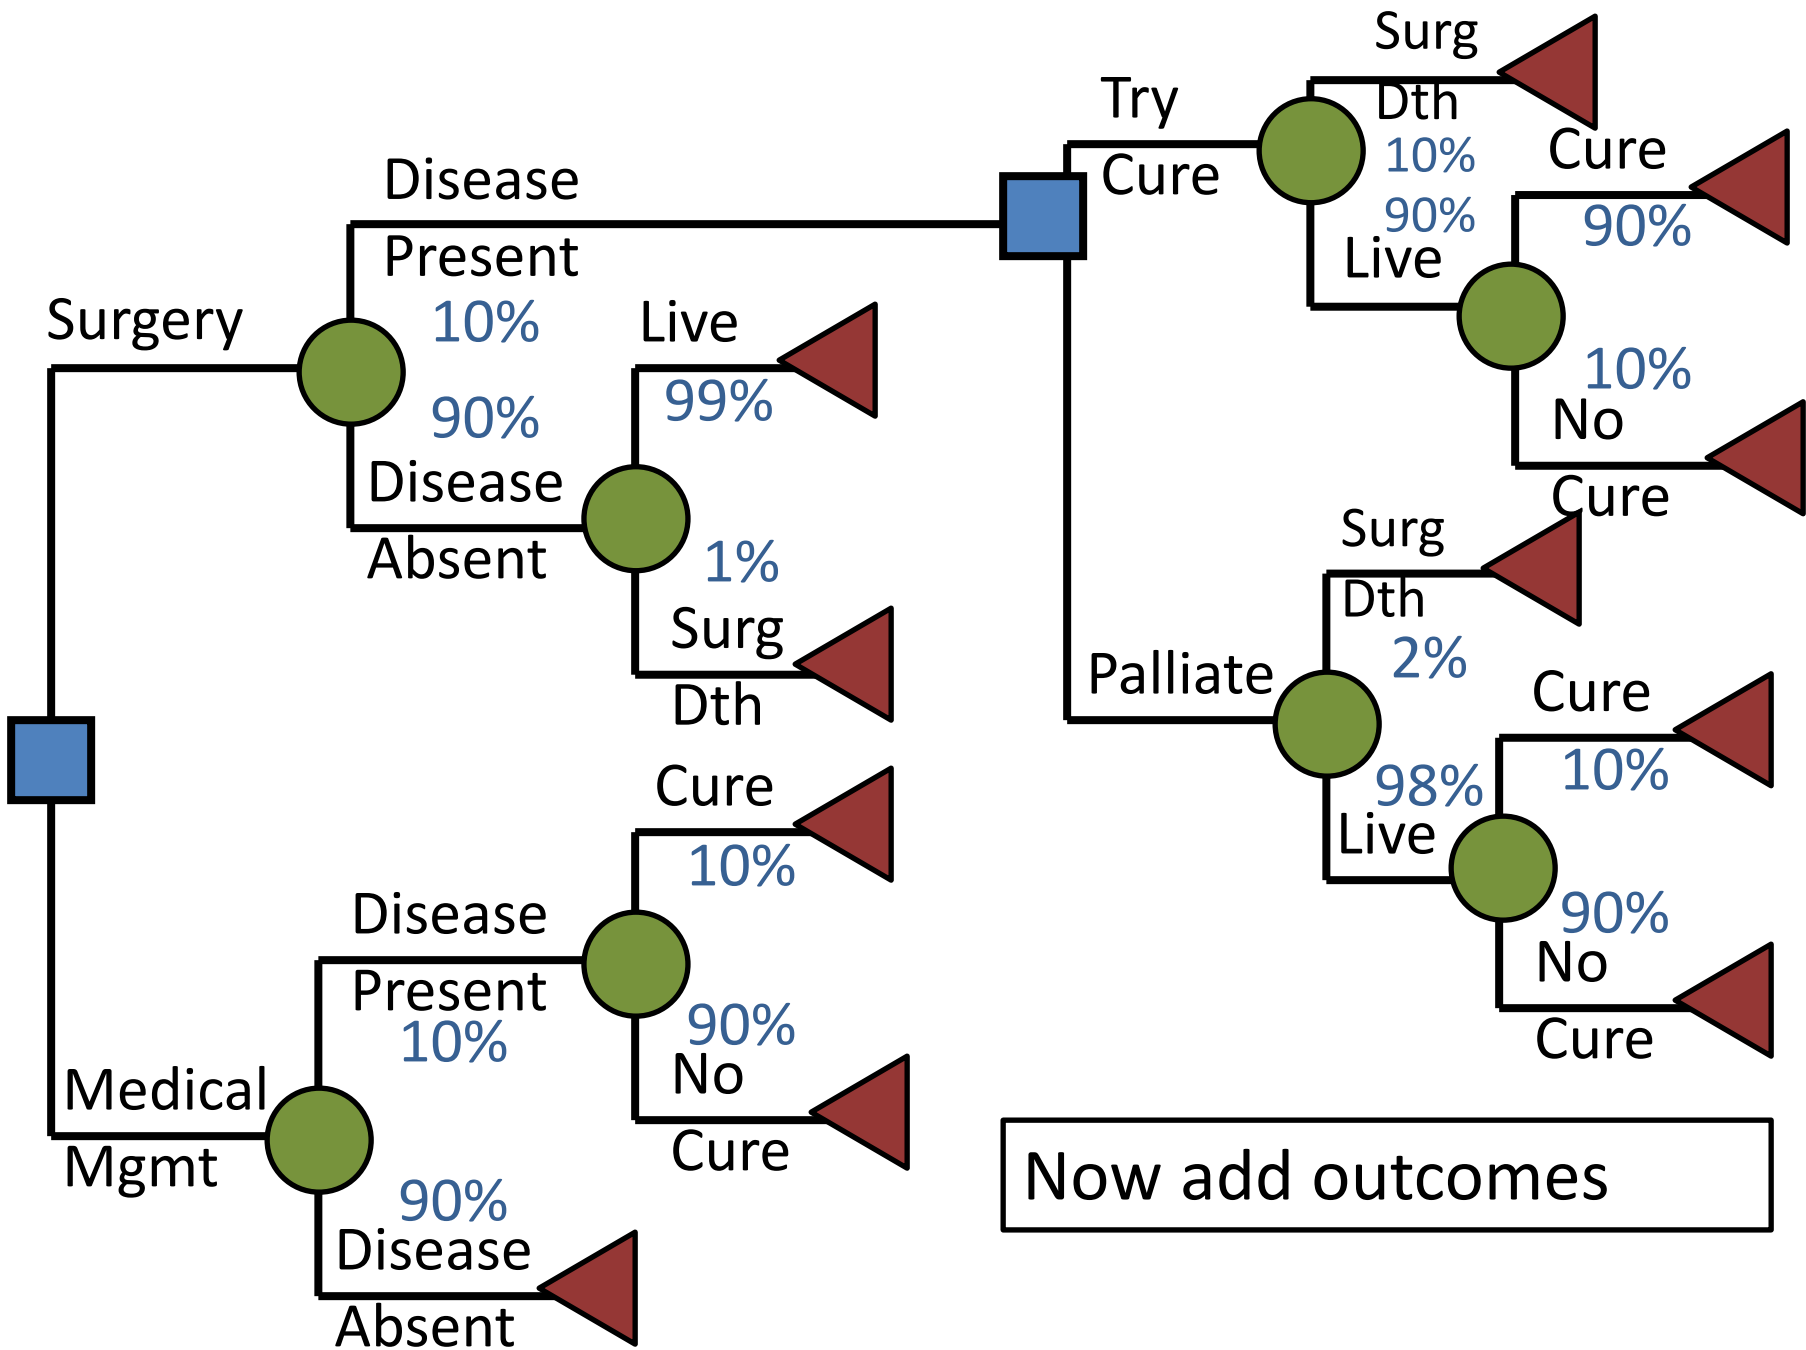 Surgery
Disease
Present
10%
90%
Disease
Absent
Live
99%
1%
Surg
Dth
Try
Cure
Surg
Dth
10%
90%
Live
Cure
90%
10%
No
Cure
Palliate
Surg
Dth
2%
98%
Live
Cure
10%
90%
No
Cure
Medical
Mgmt
Disease
Present
10%
90%
Disease
Absent
Cure
10%
90%
No
Cure
Now add outcomes